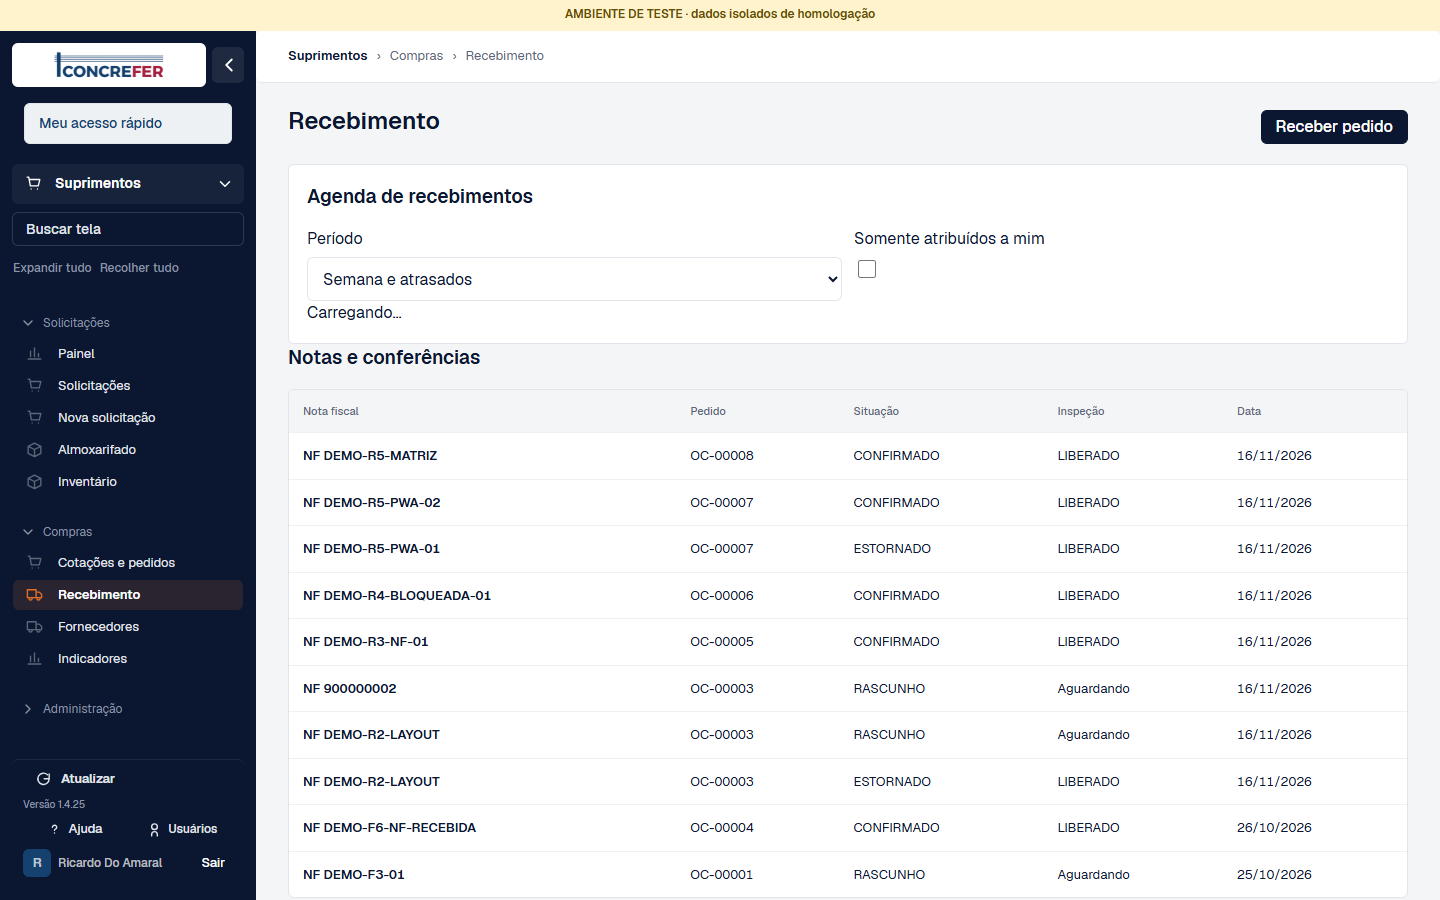 AMBIENTE DE TESTE · dados isolados de homologação
CONCREFER
Meu acesso rápido
Suprimentos
Buscar tela
Expandir tudo Recolher tudo
Solicitações
Painel
Solicitações
Nova solicitação
Almoxarifado
Inventário
Compras
Cotações e pedidos
Recebimento
Fornecedores
Indicadores
Administração
Atualizar
Versão 1.4.25
? Ajuda Usuários
R Ricardo Do Amaral Sair
Suprimentos › Compras › Recebimento
Recebimento
Receber pedido
Agenda de recebimentos
Período Somente atribuídos a mim
Semana e atrasados
Carregando...
Notas e conferências
Nota fiscal Pedido Situação Inspeção Data
NF DEMO-R5-MATRIZ OC-00008 CONFIRMADO LIBERADO 16/11/2026
NF DEMO-R5-PWA-02 OC-00007 CONFIRMADO LIBERADO 16/11/2026
NF DEMO-R5-PWA-01 OC-00007 ESTORNADO LIBERADO 16/11/2026
NF DEMO-R4-BLOQUEADA-01 OC-00006 CONFIRMADO LIBERADO 16/11/2026
NF DEMO-R3-NF-01 OC-00005 CONFIRMADO LIBERADO 16/11/2026
NF 900000002 OC-00003 RASCUNHO Aguardando 16/11/2026
NF DEMO-R2-LAYOUT OC-00003 RASCUNHO Aguardando 16/11/2026
NF DEMO-R2-LAYOUT OC-00003 ESTORNADO LIBERADO 16/11/2026
NF DEMO-F6-NF-RECEBIDA OC-00004 CONFIRMADO LIBERADO 26/10/2026
NF DEMO-F3-01 OC-00001 RASCUNHO Aguardando 25/10/2026